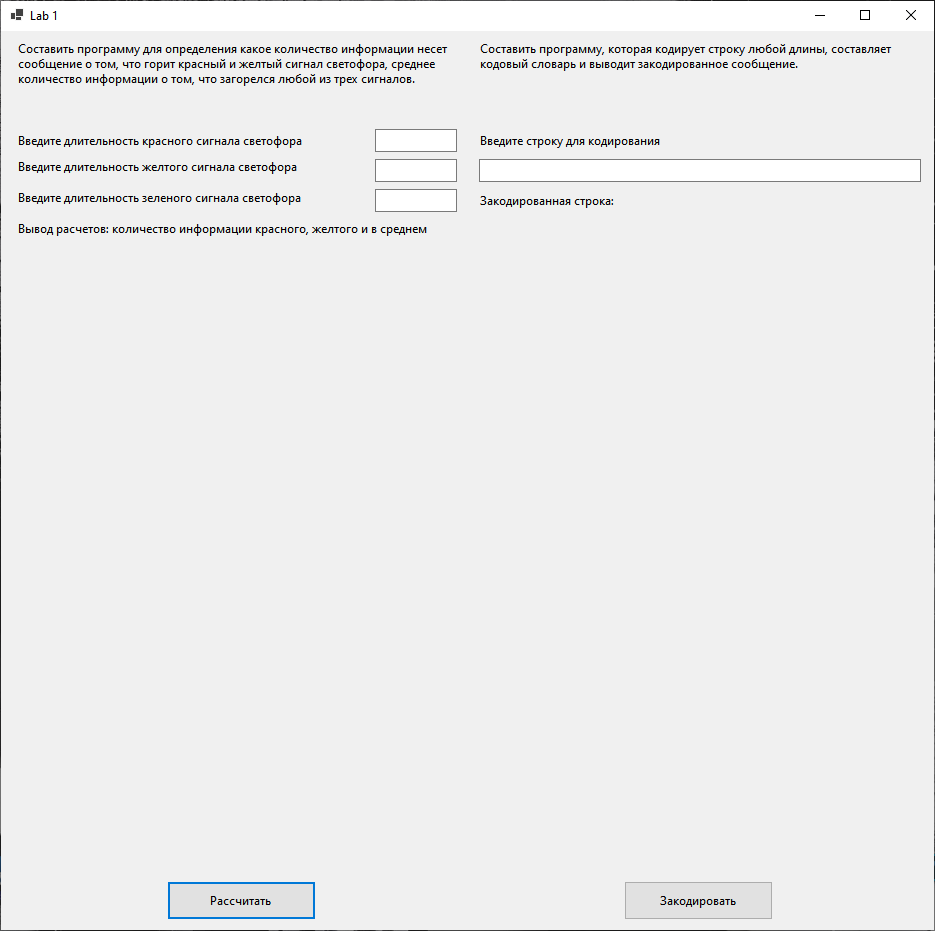 Lab 1
Составить программу для определения какое количество информации несет
сообщение о том, что горит красный и желтый сигнал светофора, среднее
количество информации о том, что загорелся любой из трех сигналов.
Введите длительность красного сигнала светофора
Введите длительность желтого сигнала светофора
Введите длительность зеленого сигнала светофора
Вывод расчетов: количество информации красного, желтого и в среднем
Рассчитать
Составить программу, которая кодирует строку любой длины, составляет
кодовый словарь и выводит закодированное сообщение.
Введите строку для кодирования
Закодированная строка:
Закодировать